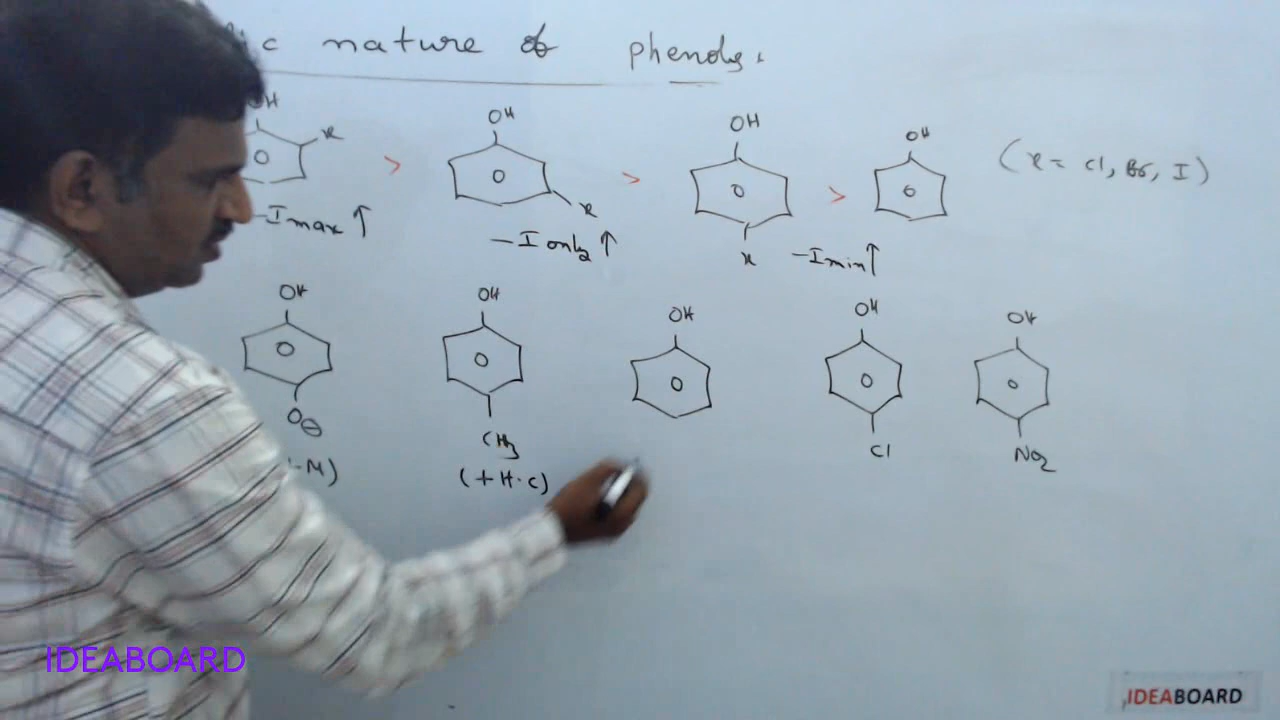 ic nature of phenols.
OH OH OH OH (x = Cl, Br, I)
x
x
x
-I max ↑ -I only ↑ -I min ↑
> > >
OH OH OH OH OH
O⊖ CH3 Cl NO2
M) (+H.C)
IDEABOARD
IDEABOARD